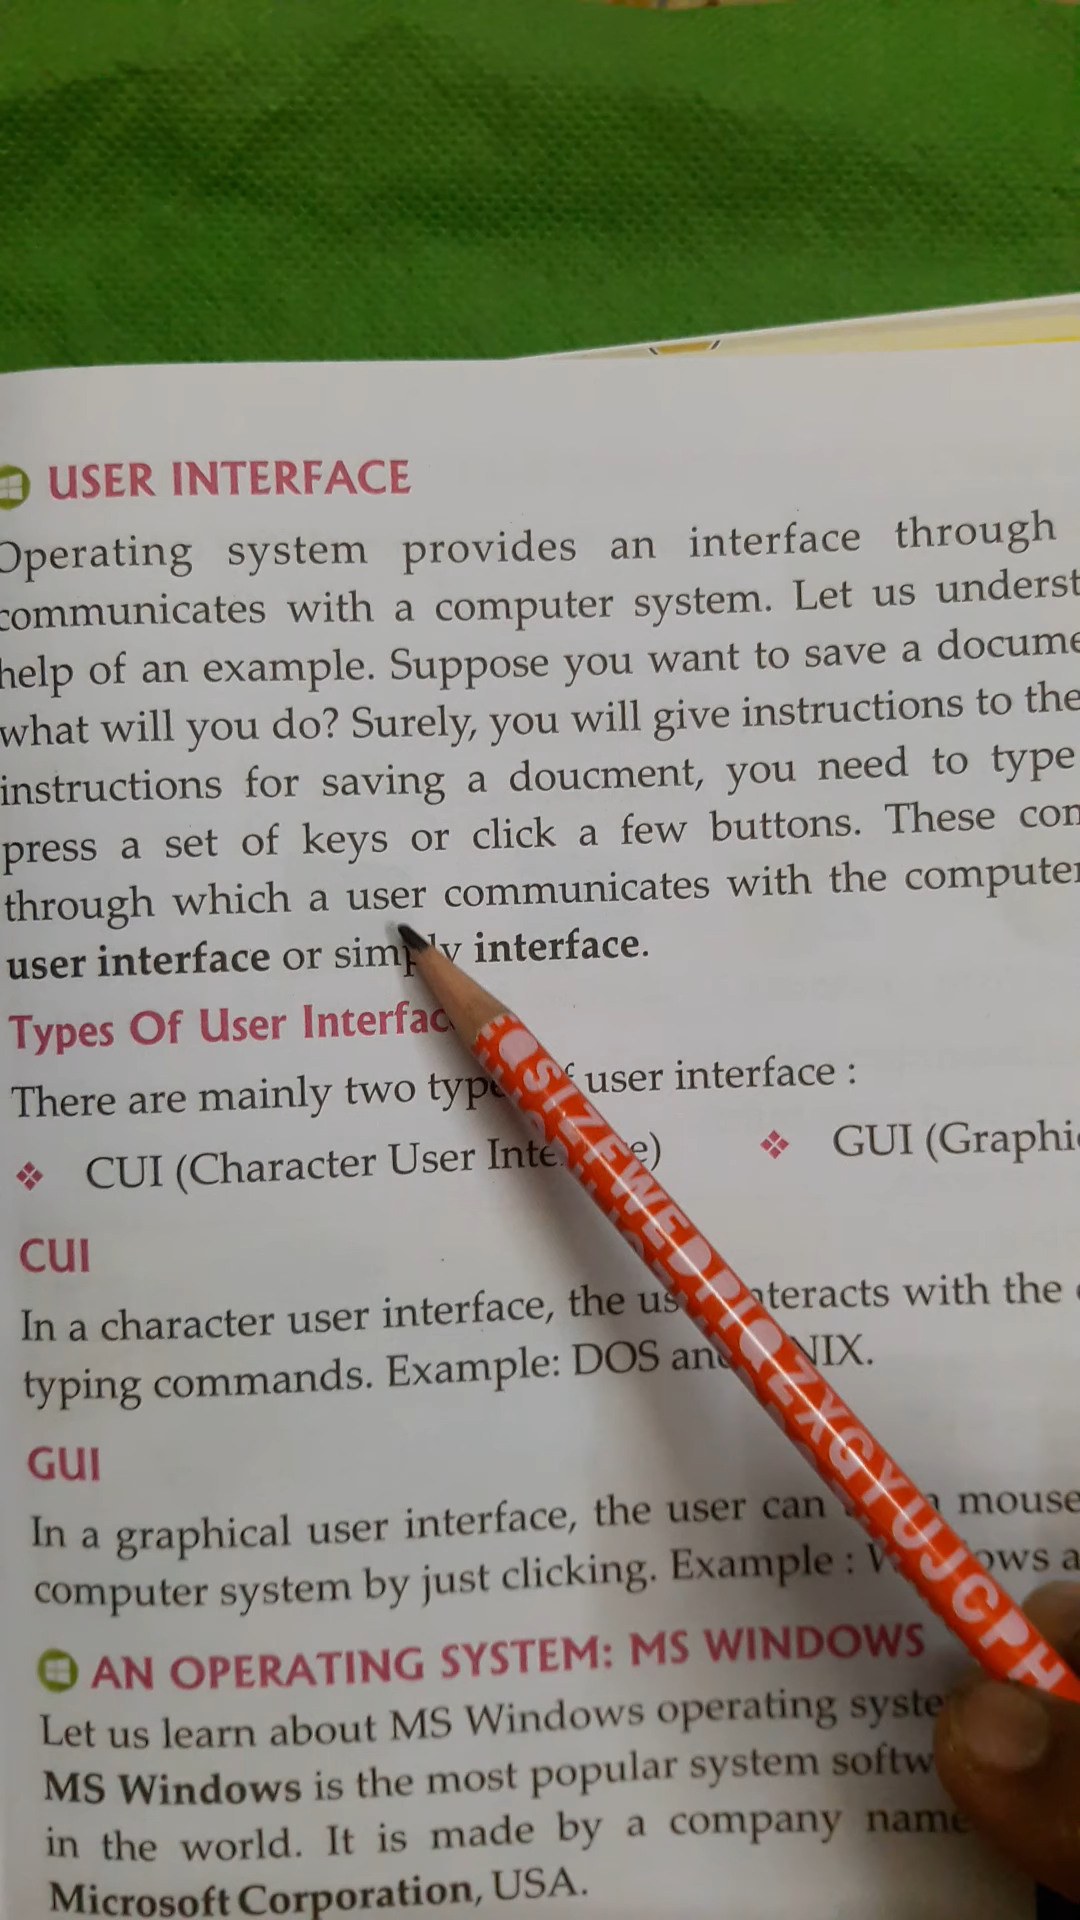 USER INTERFACE
Operating system provides an interface through
communicates with a computer system. Let us underst
help of an example. Suppose you want to save a docume
what will you do? Surely, you will give instructions to the
instructions for saving a doucment, you need to type
press a set of keys or click a few buttons. These com
through which a user communicates with the computer
user interface or simply interface.
Types Of User Interfac
There are mainly two type f user interface :
❖ CUI (Character User Inte e) ❖ GUI (Graphi
CUI
In a character user interface, the us nteracts with the
typing commands. Example: DOS and NIX.
GUI
In a graphical user interface, the user can a mouse
computer system by just clicking. Example : W ows a
AN OPERATING SYSTEM: MS WINDOWS
Let us learn about MS Windows operating syste
MS Windows is the most popular system softw
in the world. It is made by a company name
Microsoft Corporation, USA.
SIZFWEDPIQZXGYUJCPH